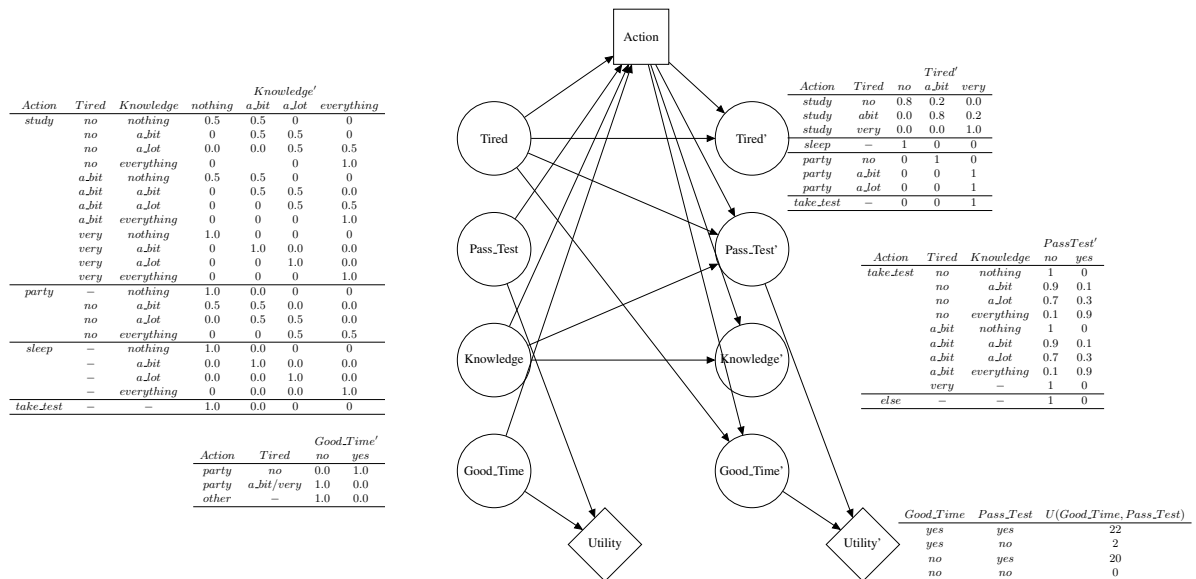 Action
Knowledge′
Action Tired Knowledge nothing a_bit a_lot everything
study no nothing 0.5 0.5 0 0
no a_bit 0 0.5 0.5 0
no a_lot 0.0 0.0 0.5 0.5
no everything 0 0 1.0
a_bit nothing 0.5 0.5 0 0
a_bit a_bit 0 0.5 0.5 0.0
a_bit a_lot 0 0 0.5 0.5
a_bit everything 0 0 0 1.0
very nothing 1.0 0 0 0
very a_bit 0 1.0 0.0 0.0
very a_lot 0 0 1.0 0.0
very everything 0 0 0 1.0
party − nothing 1.0 0.0 0 0
no a_bit 0.5 0.5 0.0 0.0
no a_lot 0.0 0.5 0.5 0.0
no everything 0 0 0.5 0.5
sleep − nothing 1.0 0.0 0 0
− a_bit 0.0 1.0 0.0 0.0
− a_lot 0.0 0.0 1.0 0.0
− everything 0 0.0 0.0 1.0
take_test − − 1.0 0.0 0 0
Good_Time′
Action Tired no yes
party no 0.0 1.0
party a_bit/very 1.0 0.0
other − 1.0 0.0
Tired
Tired'
Pass_Test
Pass_Test'
Knowledge
Knowledge'
Good_Time
Good_Time'
Utility
Utility'
Tired′
Action Tired no a_bit very
study no 0.8 0.2 0.0
study abit 0.0 0.8 0.2
study very 0.0 0.0 1.0
sleep − 1 0 0
party no 0 1 0
party a_bit 0 0 1
party a_lot 0 0 1
take_test − 0 0 1
PassTest′
Action Tired Knowledge no yes
take_test no nothing 1 0
no a_bit 0.9 0.1
no a_lot 0.7 0.3
no everything 0.1 0.9
a_bit nothing 1 0
a_bit a_bit 0.9 0.1
a_bit a_lot 0.7 0.3
a_bit everything 0.1 0.9
very − 1 0
else − − 1 0
Good_Time Pass_Test U(Good_Time, Pass_Test)
yes yes 22
yes no 2
no yes 20
no no 0